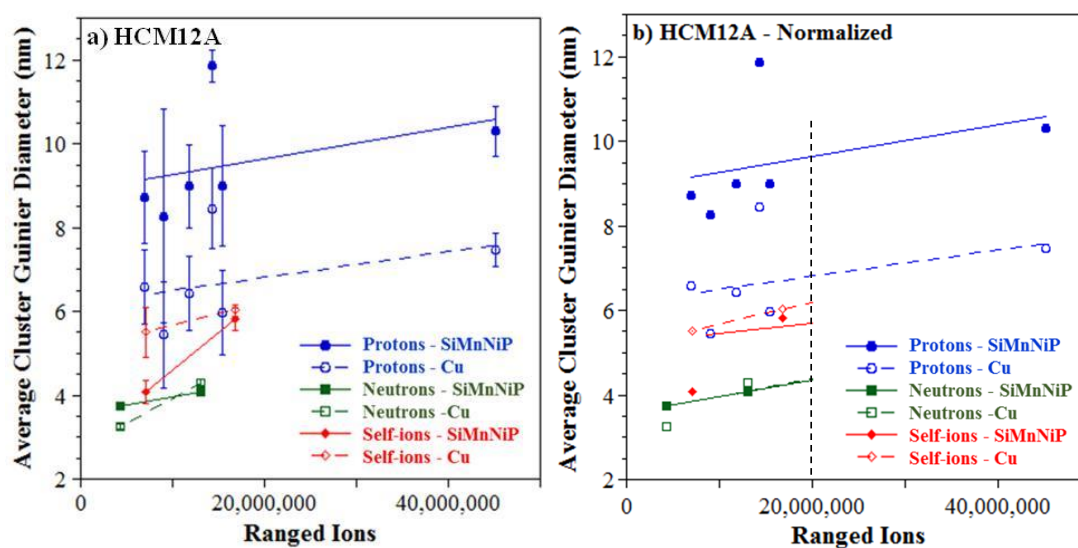 a) HCM12A
Average Cluster Guinier Diameter (nm)
12
10
8
6
4
2
Protons - SiMnNiP
Protons - Cu
Neutrons - SiMnNiP
Neutrons -Cu
Self-ions - SiMnNiP
Self-ions - Cu
0
20,000,000
40,000,000
Ranged Ions
b) HCM12A - Normalized
Average Cluster Guinier Diameter (nm)
12
10
8
6
4
2
Protons - SiMnNiP
Protons - Cu
Neutrons - SiMnNiP
Neutrons -Cu
Self-ions - SiMnNiP
Self-ions - Cu
0
20,000,000
40,000,000
Ranged Ions